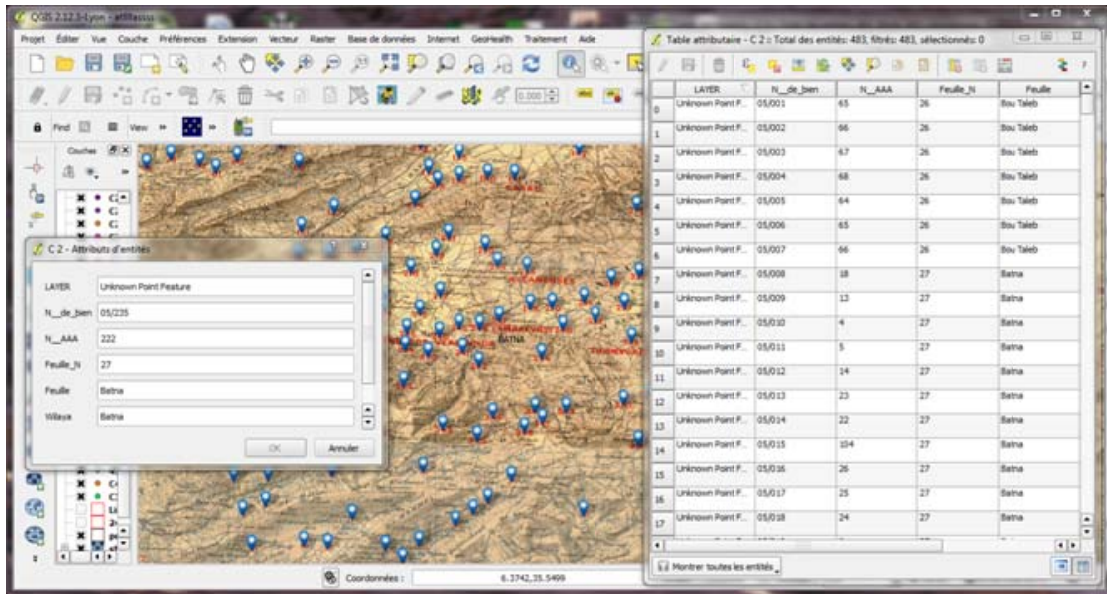 QGIS 2.12.3-Lyon - attitassss
Projet Éditer Vue Couche Préférences Extension Vecteur Raster Base de données Internet GeoHealth Traitement Aide
0.000
Find View
Couches
BATNA
C 2 - Attributs d'entités
LAYER Unknown Point Feature
N__de_bien 05/235
N__AAA 222
Feuille_N 27
Feuille Batna
Wilaya Batna
OK Annuler
Coordonnées : 6.3742,35.5499
Table attributaire - C 2 :: Total des entités: 483, filtrés: 483, sélectionnés: 0
LAYER N__de_bien N__AAA Feuille_N Feuille
0 Unknown Point F... 05/001 65 26 Bou Taleb
1 Unknown Point F... 05/002 66 26 Bou Taleb
2 Unknown Point F... 05/003 67 26 Bou Taleb
3 Unknown Point F... 05/004 68 26 Bou Taleb
4 Unknown Point F... 05/005 64 26 Bou Taleb
5 Unknown Point F... 05/006 65 26 Bou Taleb
6 Unknown Point F... 05/007 66 26 Bou Taleb
7 Unknown Point F... 05/008 18 27 Batna
8 Unknown Point F... 05/009 13 27 Batna
9 Unknown Point F... 05/010 4 27 Batna
10 Unknown Point F... 05/011 5 27 Batna
11 Unknown Point F... 05/012 14 27 Batna
12 Unknown Point F... 05/013 23 27 Batna
13 Unknown Point F... 05/014 22 27 Batna
14 Unknown Point F... 05/015 104 27 Batna
15 Unknown Point F... 05/016 26 27 Batna
16 Unknown Point F... 05/017 25 27 Batna
17 Unknown Point F... 05/018 24 27 Batna
Montrer toutes les entités